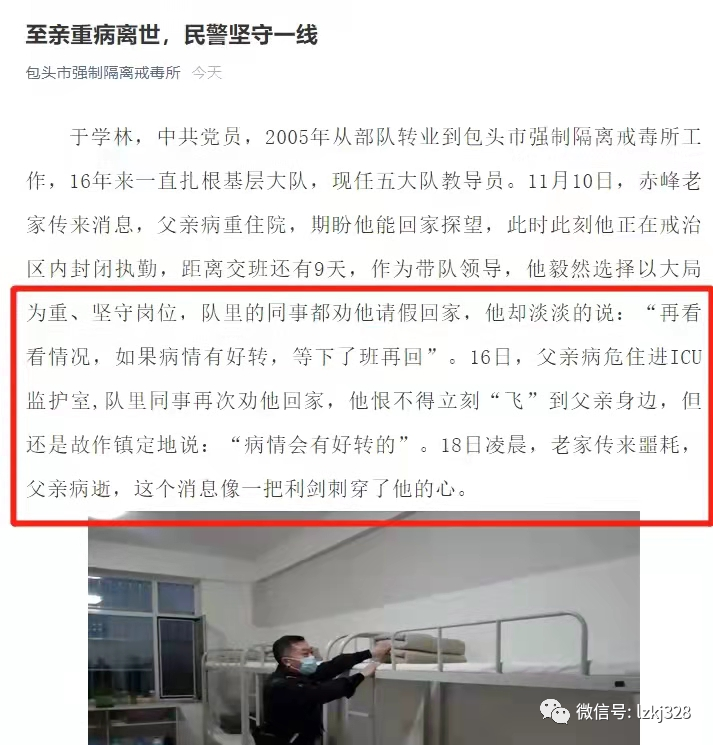 至亲重病离世，民警坚守一线
包头市强制隔离戒毒所 今天
于学林，中共党员，2005年从部队转业到包头市强制隔离戒毒所工
作，16年来一直扎根基层大队，现任五大队教导员。11月10日，赤峰老
家传来消息，父亲病重住院，期盼他能回家探望，此时此刻他正在戒治
区内封闭执勤，距离交班还有9天，作为带队领导，他毅然选择以大局
为重、坚守岗位，队里的同事都劝他请假回家，他却淡淡的说：“再看
看情况，如果病情有好转，等下了班再回”。16日，父亲病危住进ICU
监护室,队里同事再次劝他回家，他恨不得立刻“飞”到父亲身边，但
还是故作镇定地说：“病情会有好转的”。18日凌晨，老家传来噩耗，
父亲病逝，这个消息像一把利剑刺穿了他的心。
微信号: lzkj328